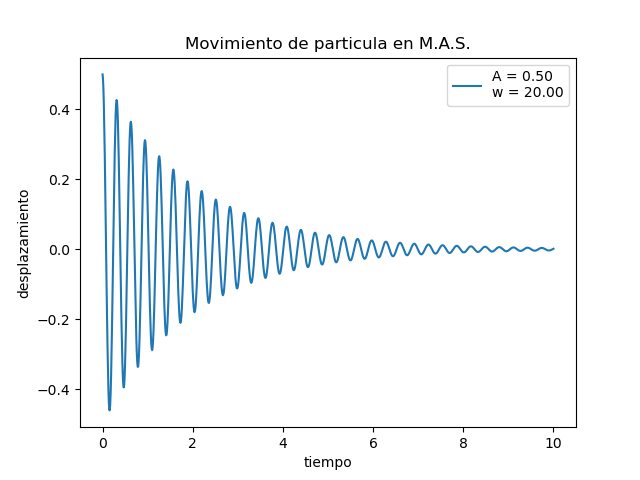 Movimiento de particula en M.A.S.
A = 0.50
w = 20.00
desplazamiento
0.4
0.2
0.0
−0.2
−0.4
0
2
4
6
8
10
tiempo